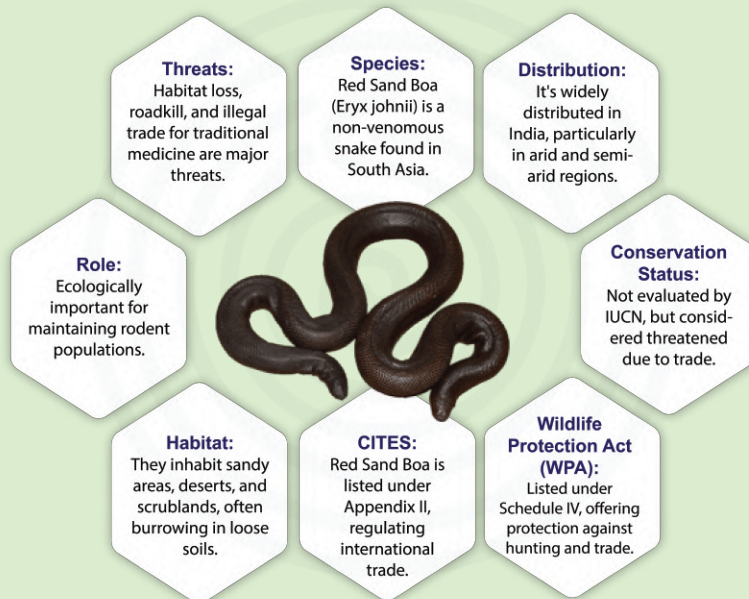 Threats:
Habitat loss,
roadkill, and illegal
trade for traditional
medicine are major
threats.
Species:
Red Sand Boa
(Eryx johnii) is a
non-venomous
snake found in
South Asia.
Distribution:
It's widely
distributed in
India, particularly
in arid and semi-
arid regions.
Role:
Ecologically
important for
maintaining rodent
populations.
Conservation
Status:
Not evaluated by
IUCN, but consid-
ered threatened
due to trade.
Habitat:
They inhabit sandy
areas, deserts, and
scrublands, often
burrowing in loose
soils.
CITES:
Red Sand Boa is
listed under
Appendix II,
regulating
international
trade.
Wildlife
Protection Act
(WPA):
Listed under
Schedule IV, offering
protection against
hunting and trade.